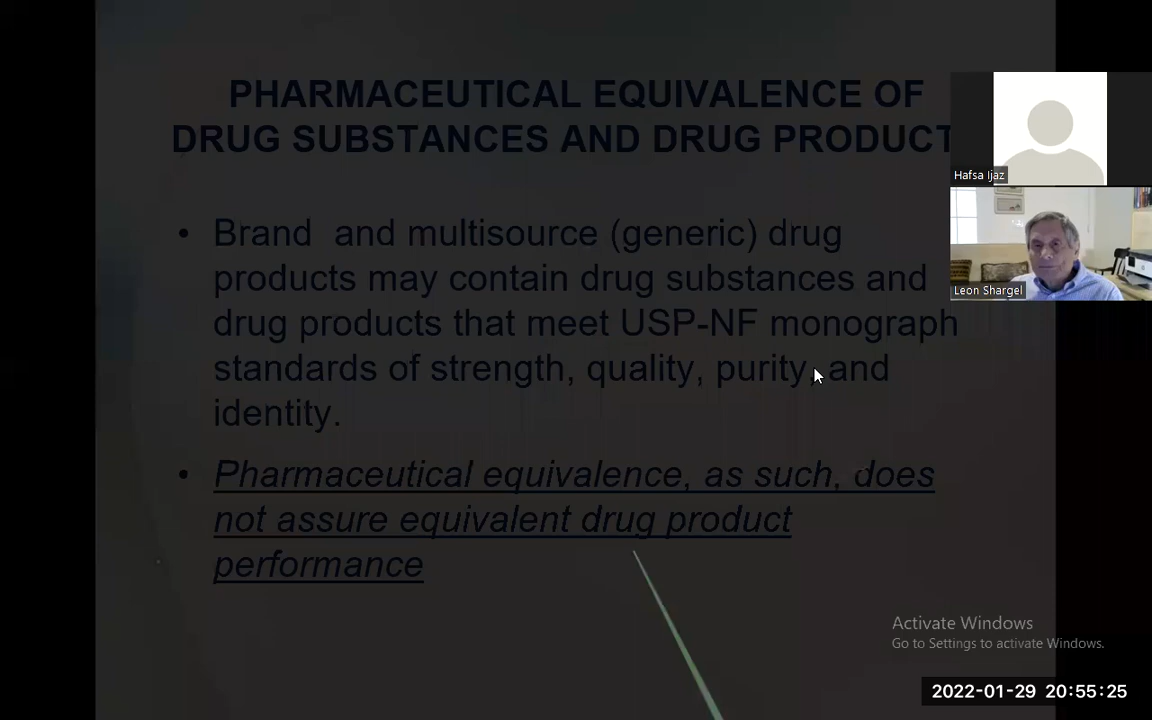 PHARMACEUTICAL EQUIVALENCE OF
DRUG SUBSTANCES AND DRUG PRODUCT
• Brand and multisource (generic) drug
products may contain drug substances and
drug products that meet USP-NF monograph
standards of strength, quality, purity, and
identity.
• Pharmaceutical equivalence, as such, does
not assure equivalent drug product
performance
Hafsa Ijaz
Leon Shargel
Activate Windows
Go to Settings to activate Windows.
2022-01-29 20:55:25